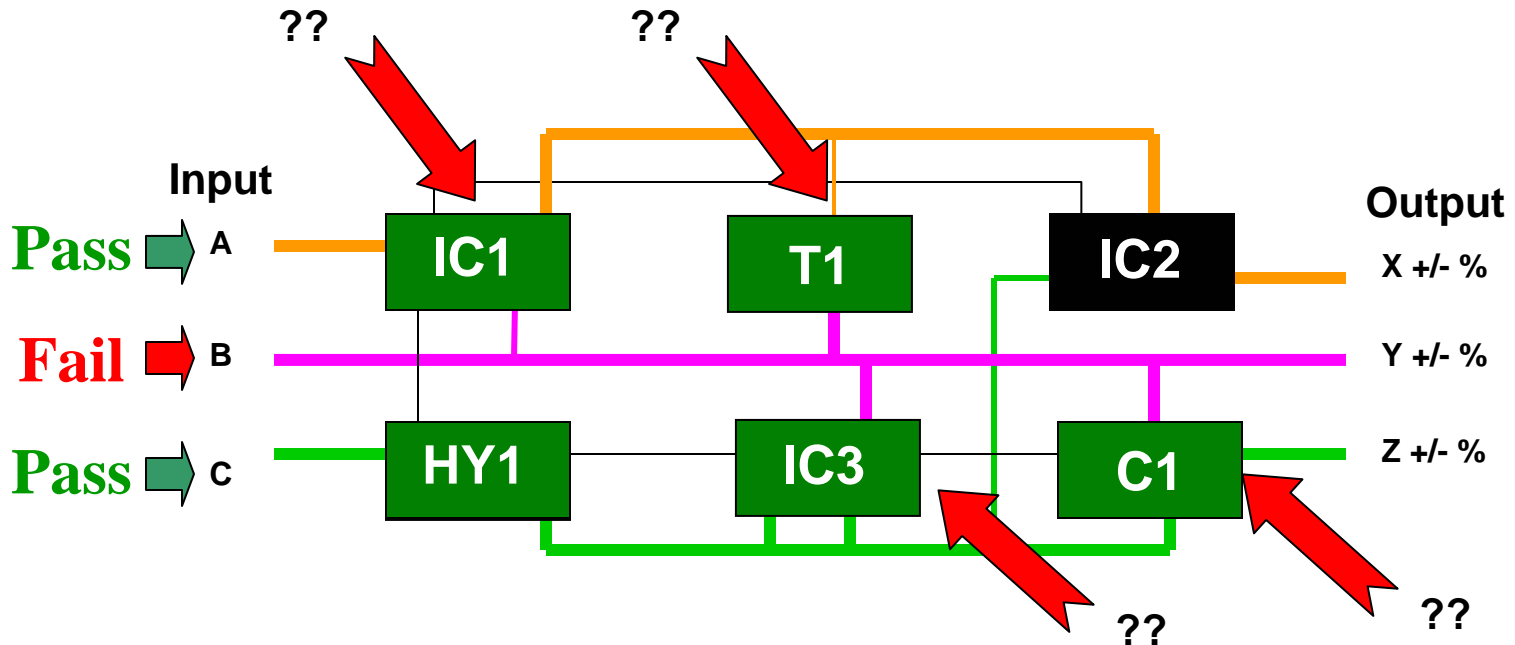 ??
??
Input
Output
Pass
A
IC1
T1
IC2
X +/- %
Fail
B
Y +/- %
Pass
C
HY1
IC3
C1
Z +/- %
??
??